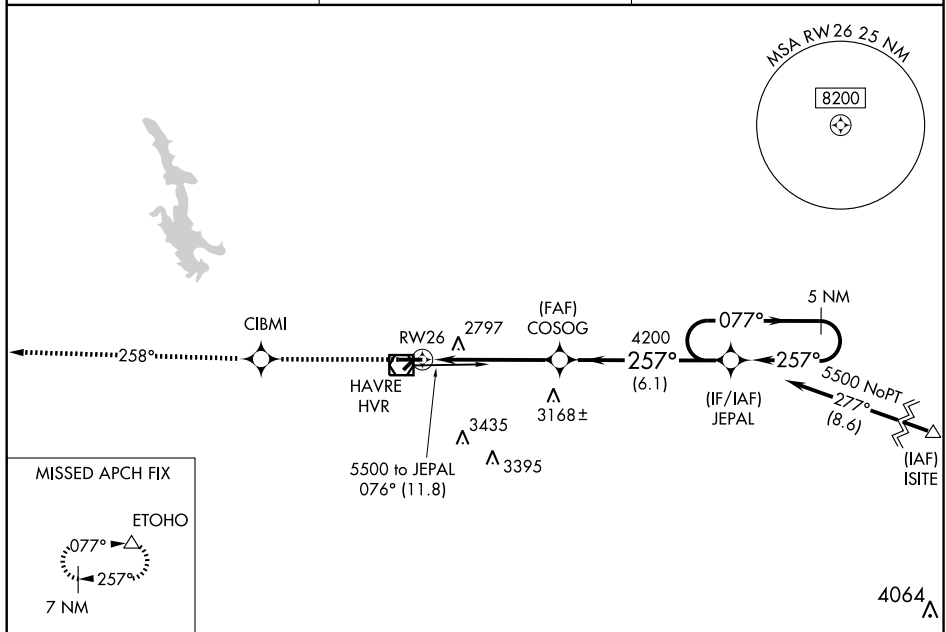 MSA RW26 25 NM
8200
5 NM
(FAF)
COSOG
077°
CIBMI
RW26
2797
4200
258°
257°
257°
(6.1)
5500 NoPT
277°
(8.6)
HAVRE
HVR
3168±
(IF/IAF)
JEPAL
3435
3395
(IAF)
ISITE
5500 to JEPAL
076° (11.8)
MISSED APCH FIX
ETOHO
077°
257°
7 NM
4064